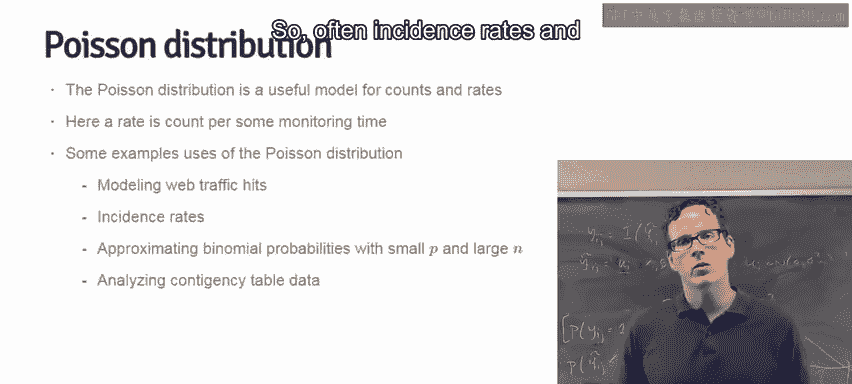 So, often incidence rates and
Poisson distribution
· The Poisson distribution is a useful model for counts and rates
· Here a rate is count per some monitoring time
· Some examples uses of the Poisson distribution
- Modeling web traffic hits
- Incidence rates
- Approximating binomial probabilities with small p and large n
- Analyzing contigency table data